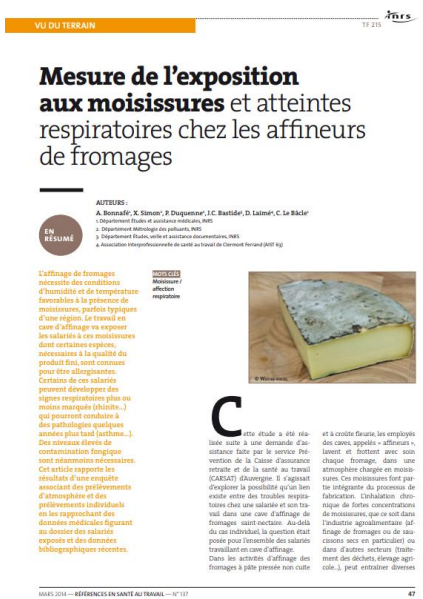 VU DU TERRAIN
inrs
TF 215
Mesure de l'exposition
aux moisissures et atteintes
respiratoires chez les affineurs
de fromages
AUTEURS :
A. Bonnafé¹, X. Simon², P. Duquenne², J.C. Bastide³, D. Laimé⁴, C. Le Bâcle¹
1. Département Études et assistance médicales, INRS
2. Département Métrologie des polluants, INRS
3. Département Études, veille et assistance documentaires, INRS
4. Association Interprofessionnelle de santé au travail de Clermont Ferrand (AIST 63)
EN
RÉSUMÉ
L'affinage de fromages
nécessite des conditions
d'humidité et de température
favorables à la présence de
moisissures, parfois typiques
d'une région. Le travail en
cave d'affinage va exposer
les salariés à ces moisissures
dont certaines espèces,
nécessaires à la qualité du
produit fini, sont connues
pour être allergisantes.
Certains de ces salariés
peuvent développer des
signes respiratoires plus ou
moins marqués (rhinite...)
qui pourront conduire à
des pathologies quelques
années plus tard (asthme...).
Des niveaux élevés de
contamination fongique
sont néanmoins nécessaires.
Cet article rapporte les
résultats d'une enquête
associant des prélèvements
d'atmosphère et des
prélèvements individuels
en les rapprochant des
données médicales figurant
au dossier des salariés
exposés et des données
bibliographiques récentes.
MOTS CLÉS
Moisissure /
affection
respiratoire
Cette étude a été réa-
lisée suite à une demande d'as-
sistance faite par le service Pré-
vention de la Caisse d'assurance
retraite et de la santé au travail
(CARSAT) d'Auvergne. Il s'agissait
d'explorer la possibilité qu'un lien
existe entre des troubles respira-
toires chez une salariée et son tra-
vail dans une cave d'affinage de
fromages saint-nectaire. Au-delà
du cas individuel, la question était
posée pour l'ensemble des salariés
travaillant en cave d'affinage.
Dans les activités d'affinage des
fromages à pâte pressée non cuite
et à croûte fleurie, les employés
des caves, appelés « affineurs »,
lavent et frottent avec soin
chaque fromage, dans une
atmosphère chargée en moisis-
sures. Ces moisissures font par-
tie intégrante du processus de
fabrication. L'inhalation chro-
nique de fortes concentrations
de moisissures, que ce soit dans
l'industrie agroalimentaire (af-
finage de fromages ou de sau-
cissons secs en particulier) ou
dans d'autres secteurs (traite-
ment des déchets, élevage agri-
cole...), peut entraîner diverses
MARS 2014 — RÉFÉRENCES EN SANTÉ AU TRAVAIL — N° 137
47